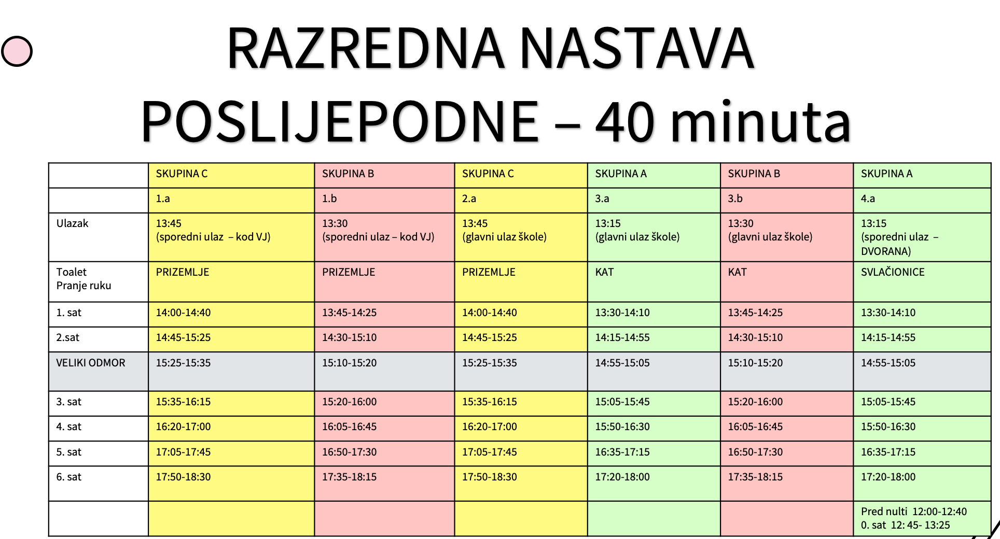 RAZREDNA NASTAVA
POSLIJEPODNE – 40 minuta
SKUPINA C SKUPINA B SKUPINA C SKUPINA A SKUPINA B SKUPINA A
1.a 1.b 2.a 3.a 3.b 4.a
Ulazak 13:45 13:30 13:45 13:15 13:30 13:15
(sporedni ulaz – kod VJ) (sporedni ulaz – kod VJ) (glavni ulaz škole) (glavni ulaz škole) (glavni ulaz škole) (sporedni ulaz –
DVORANA)
Toalet PRIZEMLJE PRIZEMLJE PRIZEMLJE KAT KAT SVLAČIONICE
Pranje ruku
1. sat 14:00-14:40 13:45-14:25 14:00-14:40 13:30-14:10 13:45-14:25 13:30-14:10
2.sat 14:45-15:25 14:30-15:10 14:45-15:25 14:15-14:55 14:30-15:10 14:15-14:55
VELIKI ODMOR 15:25-15:35 15:10-15:20 15:25-15:35 14:55-15:05 15:10-15:20 14:55-15:05
3. sat 15:35-16:15 15:20-16:00 15:35-16:15 15:05-15:45 15:20-16:00 15:05-15:45
4. sat 16:20-17:00 16:05-16:45 16:20-17:00 15:50-16:30 16:05-16:45 15:50-16:30
5. sat 17:05-17:45 16:50-17:30 17:05-17:45 16:35-17:15 16:50-17:30 16:35-17:15
6. sat 17:50-18:30 17:35-18:15 17:50-18:30 17:20-18:00 17:35-18:15 17:20-18:00
Pred nulti 12:00-12:40
0. sat 12: 45- 13:25